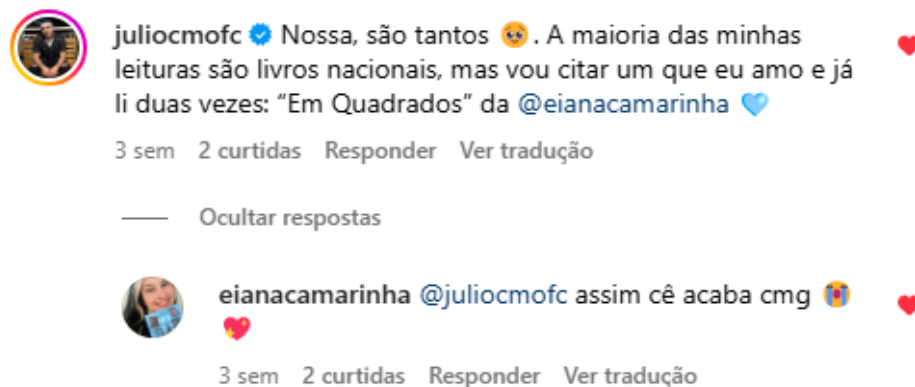 juliocmofc Nossa, são tantos 🥹. A maioria das minhas
leituras são livros nacionais, mas vou citar um que eu amo e já
li duas vezes: “Em Quadrados” da @eianacamarinha 🩵
3 sem 2 curtidas Responder Ver tradução
Ocultar respostas
eianacamarinha @juliocmofc assim cê acaba cmg 😭
💖
3 sem 2 curtidas Responder Ver tradução